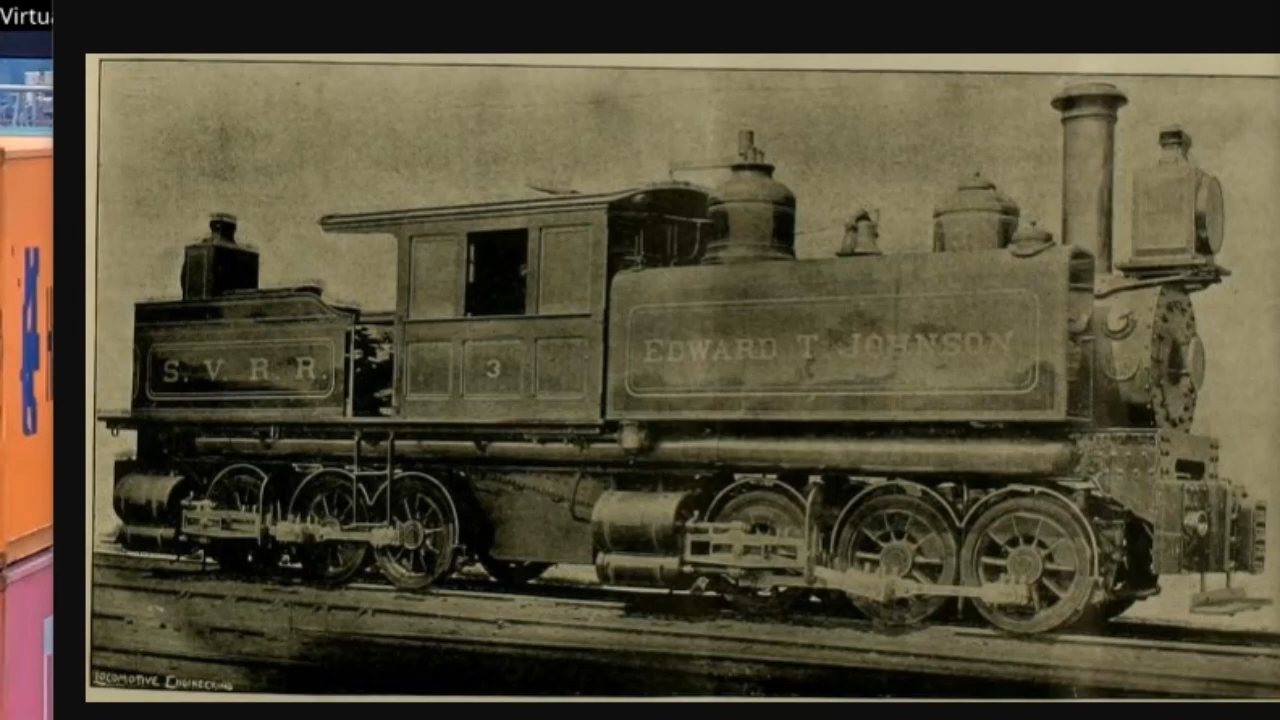 Virtua
S. V. R. R.
3
EDWARD T. JOHNSON
LOCOMOTIVE ENGINEERING